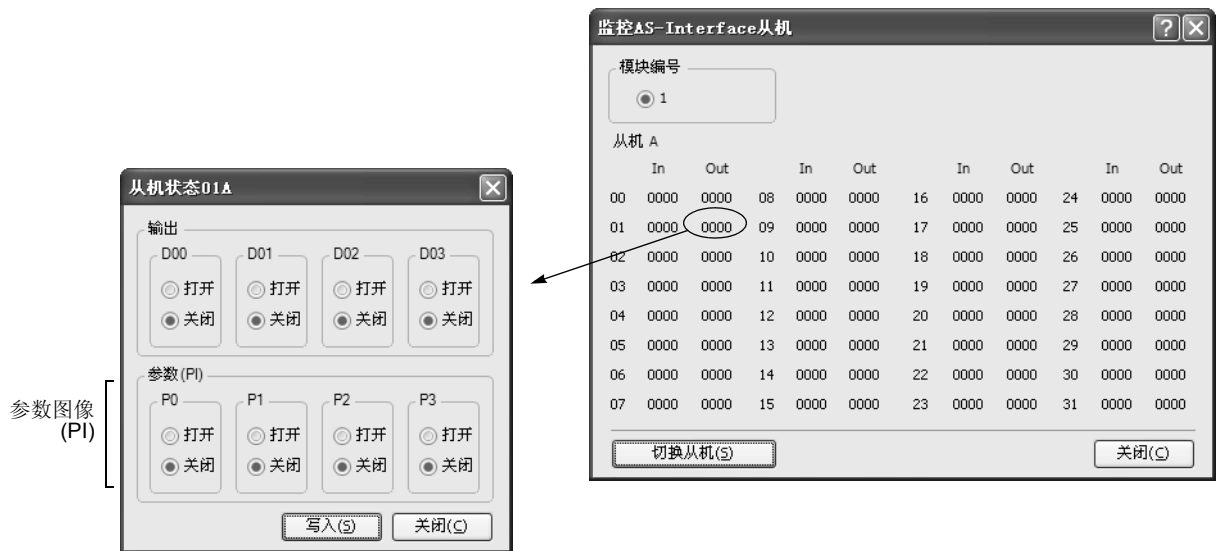 监控AS-Interface从机
模块编号
1
从机 A
In Out In Out In Out In Out
00 0000 0000 08 0000 0000 16 0000 0000 24 0000 0000
01 0000 0000 09 0000 0000 17 0000 0000 25 0000 0000
02 0000 0000 10 0000 0000 18 0000 0000 26 0000 0000
03 0000 0000 11 0000 0000 19 0000 0000 27 0000 0000
04 0000 0000 12 0000 0000 20 0000 0000 28 0000 0000
05 0000 0000 13 0000 0000 21 0000 0000 29 0000 0000
06 0000 0000 14 0000 0000 22 0000 0000 30 0000 0000
07 0000 0000 15 0000 0000 23 0000 0000 31 0000 0000
切换从机(S) 关闭(C)
从机状态01A
输出
D00 D01 D02 D03
打开 打开 打开 打开
关闭 关闭 关闭 关闭
参数(PI)
P0 P1 P2 P3
打开 打开 打开 打开
关闭 关闭 关闭 关闭
写入(S) 关闭(C)
参数图像
(PI)